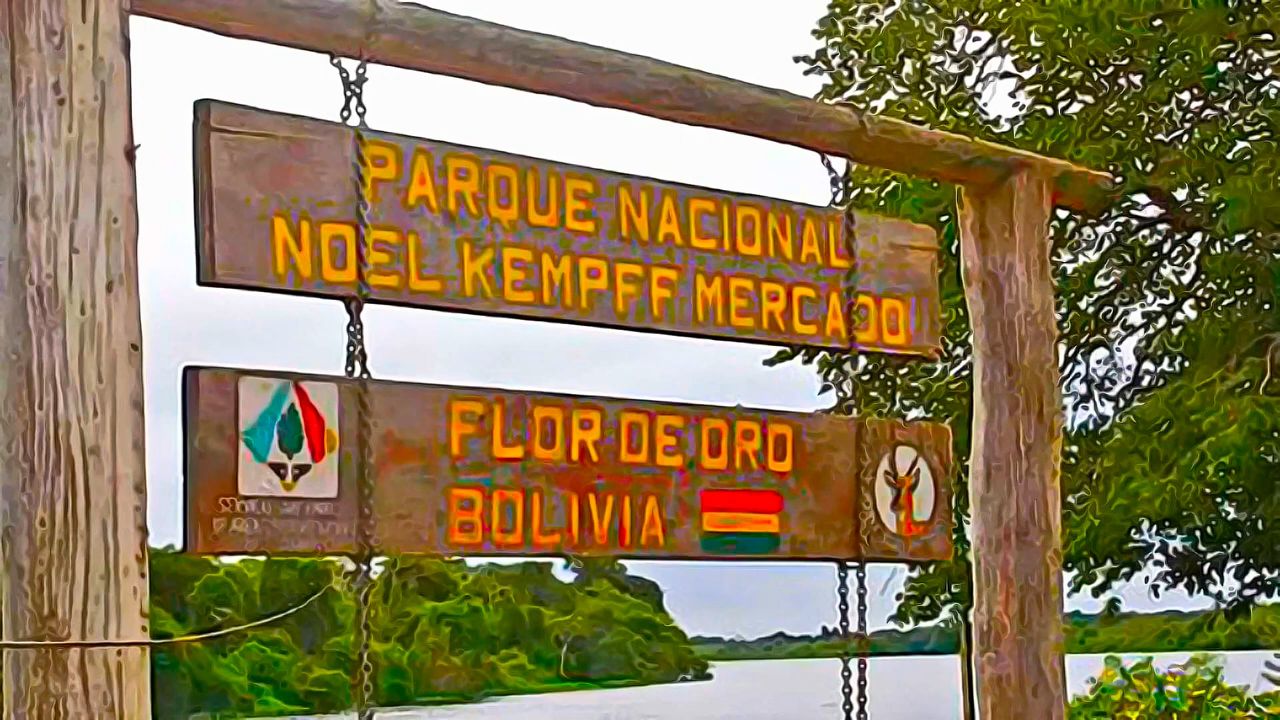 PARQUE NACIONAL
NOEL KEMPFF MERCADO
FLOR DE ORO
BOLIVIA